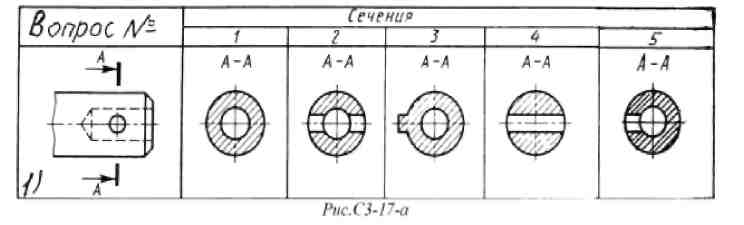 Вопрос №
Сечения
1 2 3 4 5
А-А А-А А-А А-А А-А
А
А
1)
Рис.С3-17-а